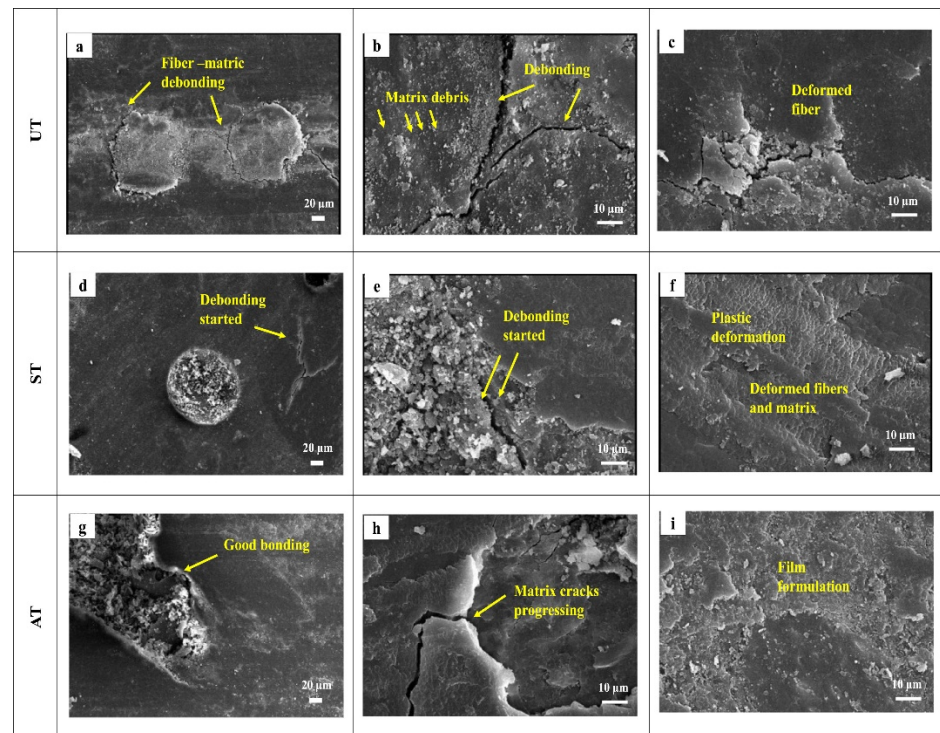 UT
a
Fiber –matric
debonding
20 µm
b
Debonding
Matrix debris
10 µm
c
Deformed
fiber
10 µm
ST
d
Debonding
started
20 µm
e
Debonding
started
10 µm
f
Plastic
deformation
Deformed fibers
and matrix
10 µm
AT
g
Good bonding
20 µm
h
Matrix cracks
progressing
10 µm
i
Film
formulation
10 µm